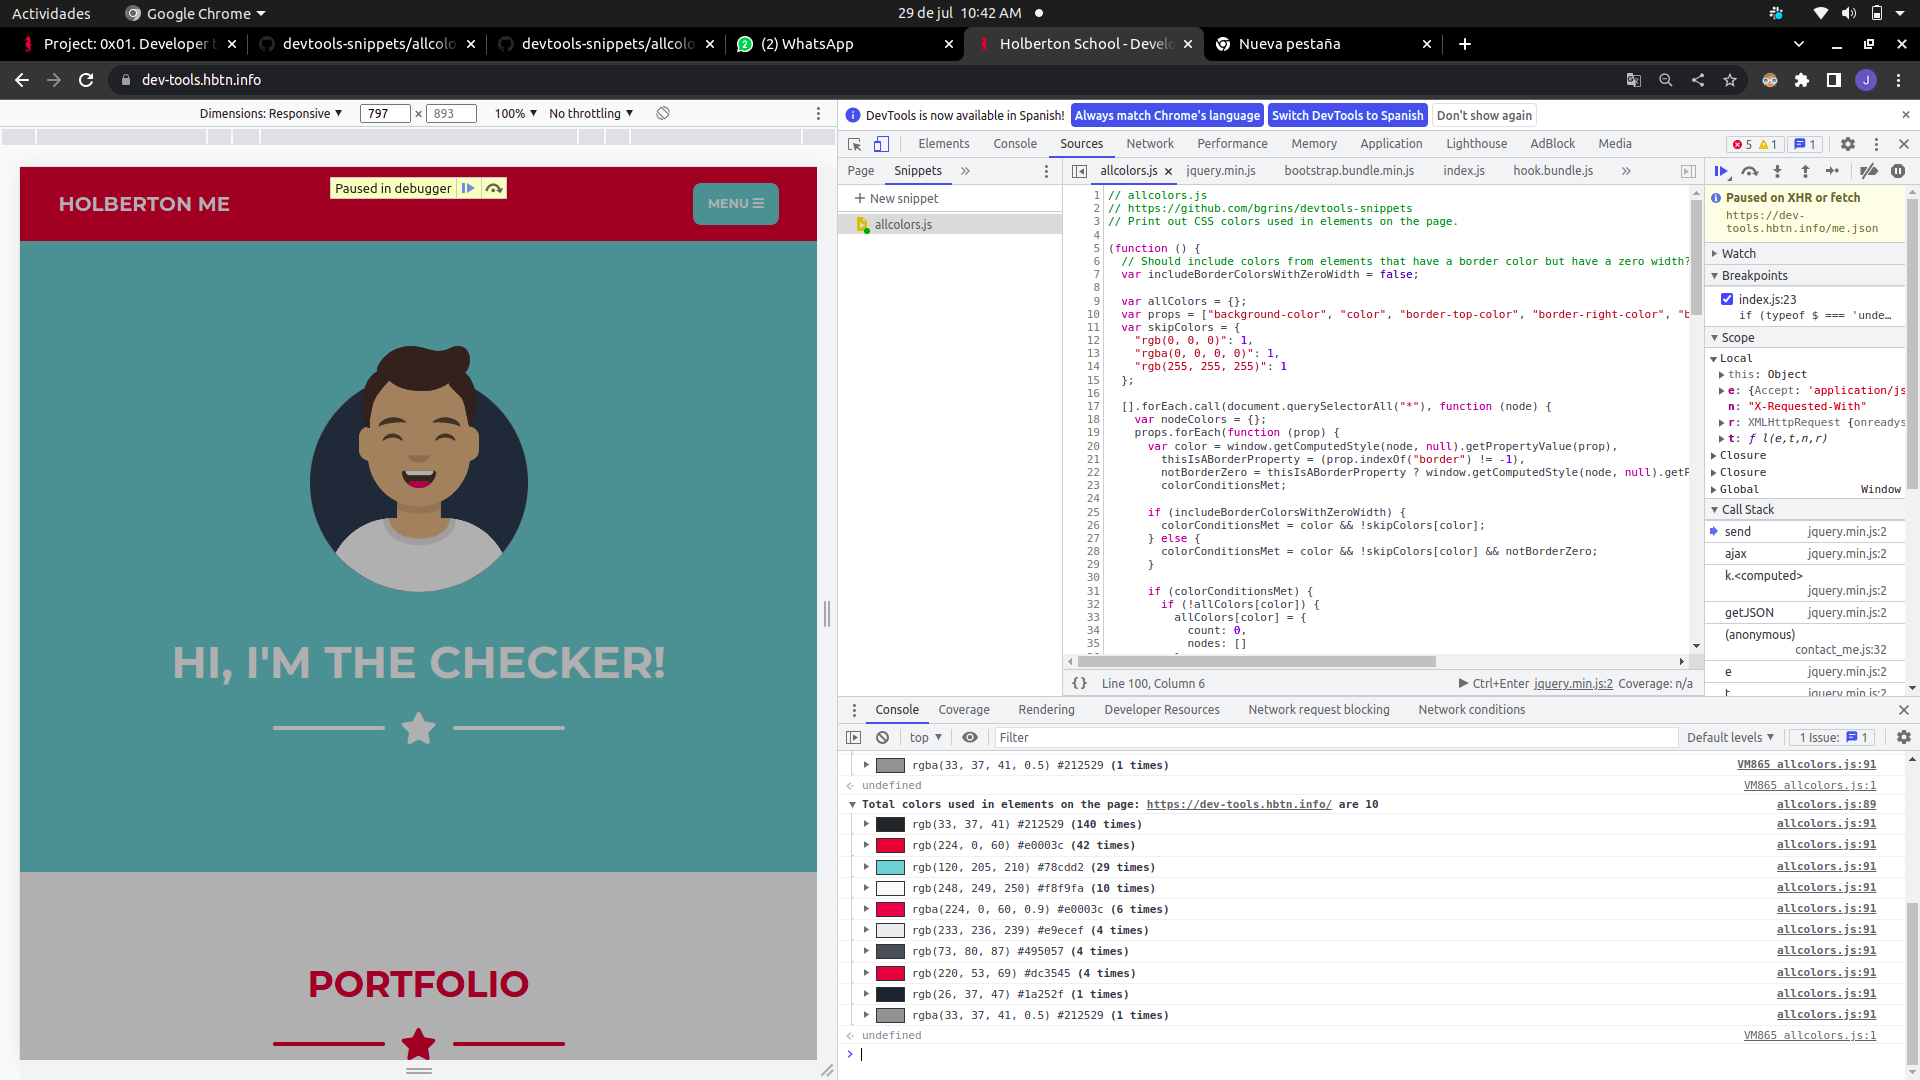 Actividades
Google Chrome
29 de jul 10:42 AM
Project: 0x01. Developer t
devtools-snippets/allcolo
devtools-snippets/allcolo
(2) WhatsApp
Holberton School - Develo
Nueva pestaña
dev-tools.hbtn.info
J
Dimensions: Responsive
797 × 893
100%
No throttling
DevTools is now available in Spanish!
Always match Chrome's language
Switch DevTools to Spanish
Don't show again
Elements
Console
Sources
Network
Performance
Memory
Application
Lighthouse
AdBlock
Media
5
1
1
Page
Snippets
allcolors.js
jquery.min.js
bootstrap.bundle.min.js
index.js
hook.bundle.js
New snippet
allcolors.js
HOLBERTON ME
Paused in debugger
MENU
HI, I'M THE CHECKER!
PORTFOLIO
1 // allcolors.js
2 // https://github.com/bgrins/devtools-snippets
3 // Print out CSS colors used in elements on the page.
4
5 (function () {
6 // Should include colors from elements that have a border color but have a zero width?
7 var includeBorderColorsWithZeroWidth = false;
8
9 var allColors = {};
10 var props = ["background-color", "color", "border-top-color", "border-right-color", "b
11 var skipColors = {
12 "rgb(0, 0, 0)": 1,
13 "rgba(0, 0, 0, 0)": 1,
14 "rgb(255, 255, 255)": 1
15 };
16
17 [].forEach.call(document.querySelectorAll("*"), function (node) {
18 var nodeColors = {};
19 props.forEach(function (prop) {
20 var color = window.getComputedStyle(node, null).getPropertyValue(prop),
21 thisIsABorderProperty = (prop.indexOf("border") != -1),
22 notBorderZero = thisIsABorderProperty ? window.getComputedStyle(node, null).getP
23 colorConditionsMet;
24
25 if (includeBorderColorsWithZeroWidth) {
26 colorConditionsMet = color && !skipColors[color];
27 } else {
28 colorConditionsMet = color && !skipColors[color] && notBorderZero;
29 }
30
31 if (colorConditionsMet) {
32 if (!allColors[color]) {
33 allColors[color] = {
34 count: 0,
35 nodes: []
{} Line 100, Column 6
Ctrl+Enter jquery.min.js:2 Coverage: n/a
Paused on XHR or fetch
https://dev-
tools.hbtn.info/me.json
Watch
Breakpoints
index.js:23
if (typeof $ === 'unde…
Scope
Local
this: Object
e: {Accept: 'application/js
n: "X-Requested-With"
r: XMLHttpRequest {onreadys
t: ƒ l(e,t,n,r)
Closure
Closure
Global Window
Call Stack
send jquery.min.js:2
ajax jquery.min.js:2
k.<computed>
jquery.min.js:2
getJSON jquery.min.js:2
(anonymous)
contact_me.js:32
e jquery.min.js:2
t jquery.min.js:2
Console
Coverage
Rendering
Developer Resources
Network request blocking
Network conditions
top
Filter
Default levels
1 Issue: 1
rgba(33, 37, 41, 0.5) #212529 (1 times) VM865 allcolors.js:91
undefined VM865 allcolors.js:1
Total colors used in elements on the page: https://dev-tools.hbtn.info/ are 10 allcolors.js:89
rgb(33, 37, 41) #212529 (140 times) allcolors.js:91
rgb(224, 0, 60) #e0003c (42 times) allcolors.js:91
rgb(120, 205, 210) #78cdd2 (29 times) allcolors.js:91
rgb(248, 249, 250) #f8f9fa (10 times) allcolors.js:91
rgba(224, 0, 60, 0.9) #e0003c (6 times) allcolors.js:91
rgb(233, 236, 239) #e9ecef (4 times) allcolors.js:91
rgb(73, 80, 87) #495057 (4 times) allcolors.js:91
rgb(220, 53, 69) #dc3545 (4 times) allcolors.js:91
rgb(26, 37, 47) #1a252f (1 times) allcolors.js:91
rgba(33, 37, 41, 0.5) #212529 (1 times) allcolors.js:91
undefined VM865 allcolors.js:1